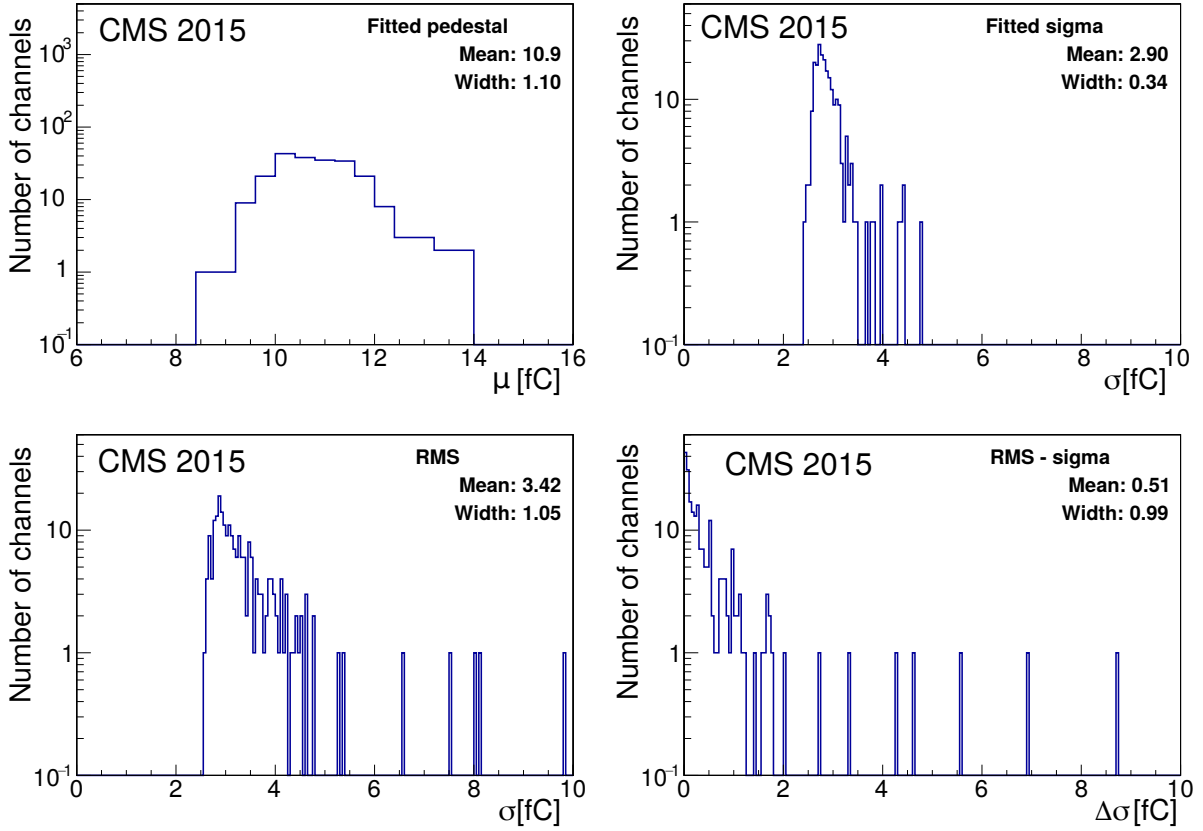 CMS 2015
Fitted pedestal
Mean: 10.9
Width: 1.10
Number of channels
10³
10²
10
1
10⁻¹
6 8 10 12 14 16
μ [fC]
CMS 2015
Fitted sigma
Mean: 2.90
Width: 0.34
Number of channels
10
1
10⁻¹
0 2 4 6 8 10
σ[fC]
CMS 2015
RMS
Mean: 3.42
Width: 1.05
Number of channels
10
1
10⁻¹
0 2 4 6 8 10
σ[fC]
CMS 2015
RMS - sigma
Mean: 0.51
Width: 0.99
Number of channels
10
1
10⁻¹
0 2 4 6 8 10
Δσ[fC]